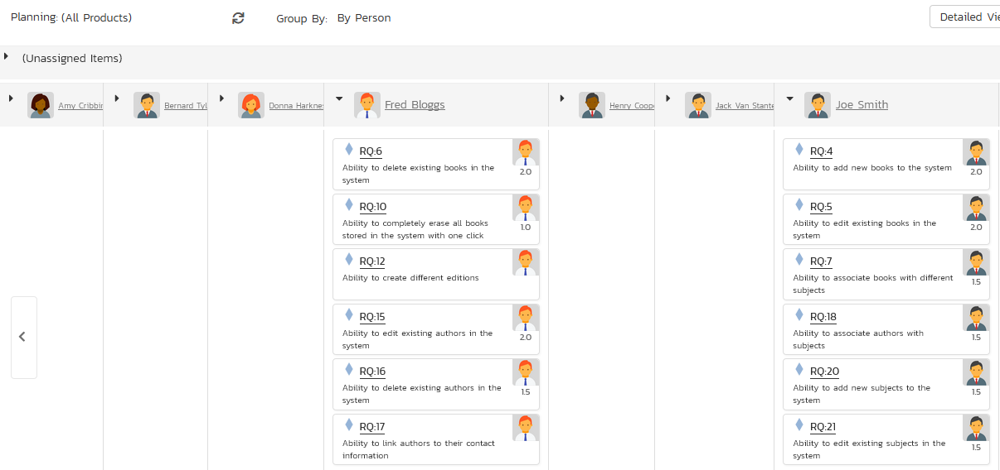 Planning: (All Products)
Group By: By Person
Detailed
(Unassigned Items)
Amy
Bernard
Donna
Fred Bloggs
Henry
Jack Van
Joe Smith
RQ:6
Ability to delete existing books in the
system
2.0
RQ:10
Ability to completely erase all books
stored in the system with one click
1.0
RQ:12
Ability to create different editions
RQ:15
Ability to edit existing authors in the
system
2.0
RQ:16
Ability to delete existing authors in the
system
1.5
RQ:17
Ability to link authors to their contact
information
RQ:4
Ability to add new books to the system
2.0
RQ:5
Ability to edit existing books in the
system
2.0
RQ:7
Ability to associate books with different
subjects
1.5
RQ:18
Ability to associate authors with
subjects
1.5
RQ:20
Ability to add new subjects to the
system
1.5
RQ:21
Ability to edit existing subjects in the
system
1.5